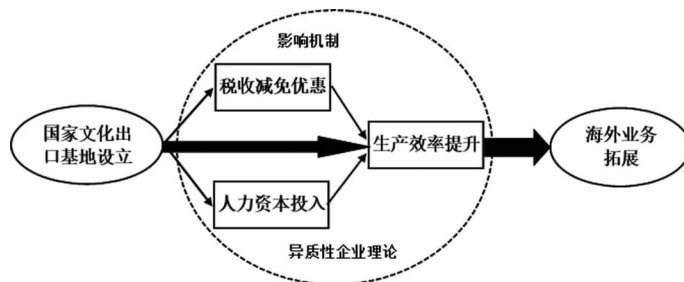 影响机制
税收减免优惠
国家文化出
口基地设立
生产效率提升
海外业务
拓展
人力资本投入
异质性企业理论